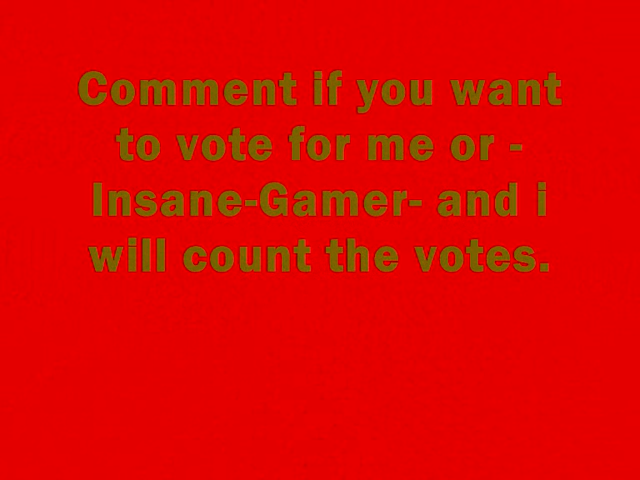 Comment if you want
to vote for me or -
Insane-Gamer- and i
will count the votes.